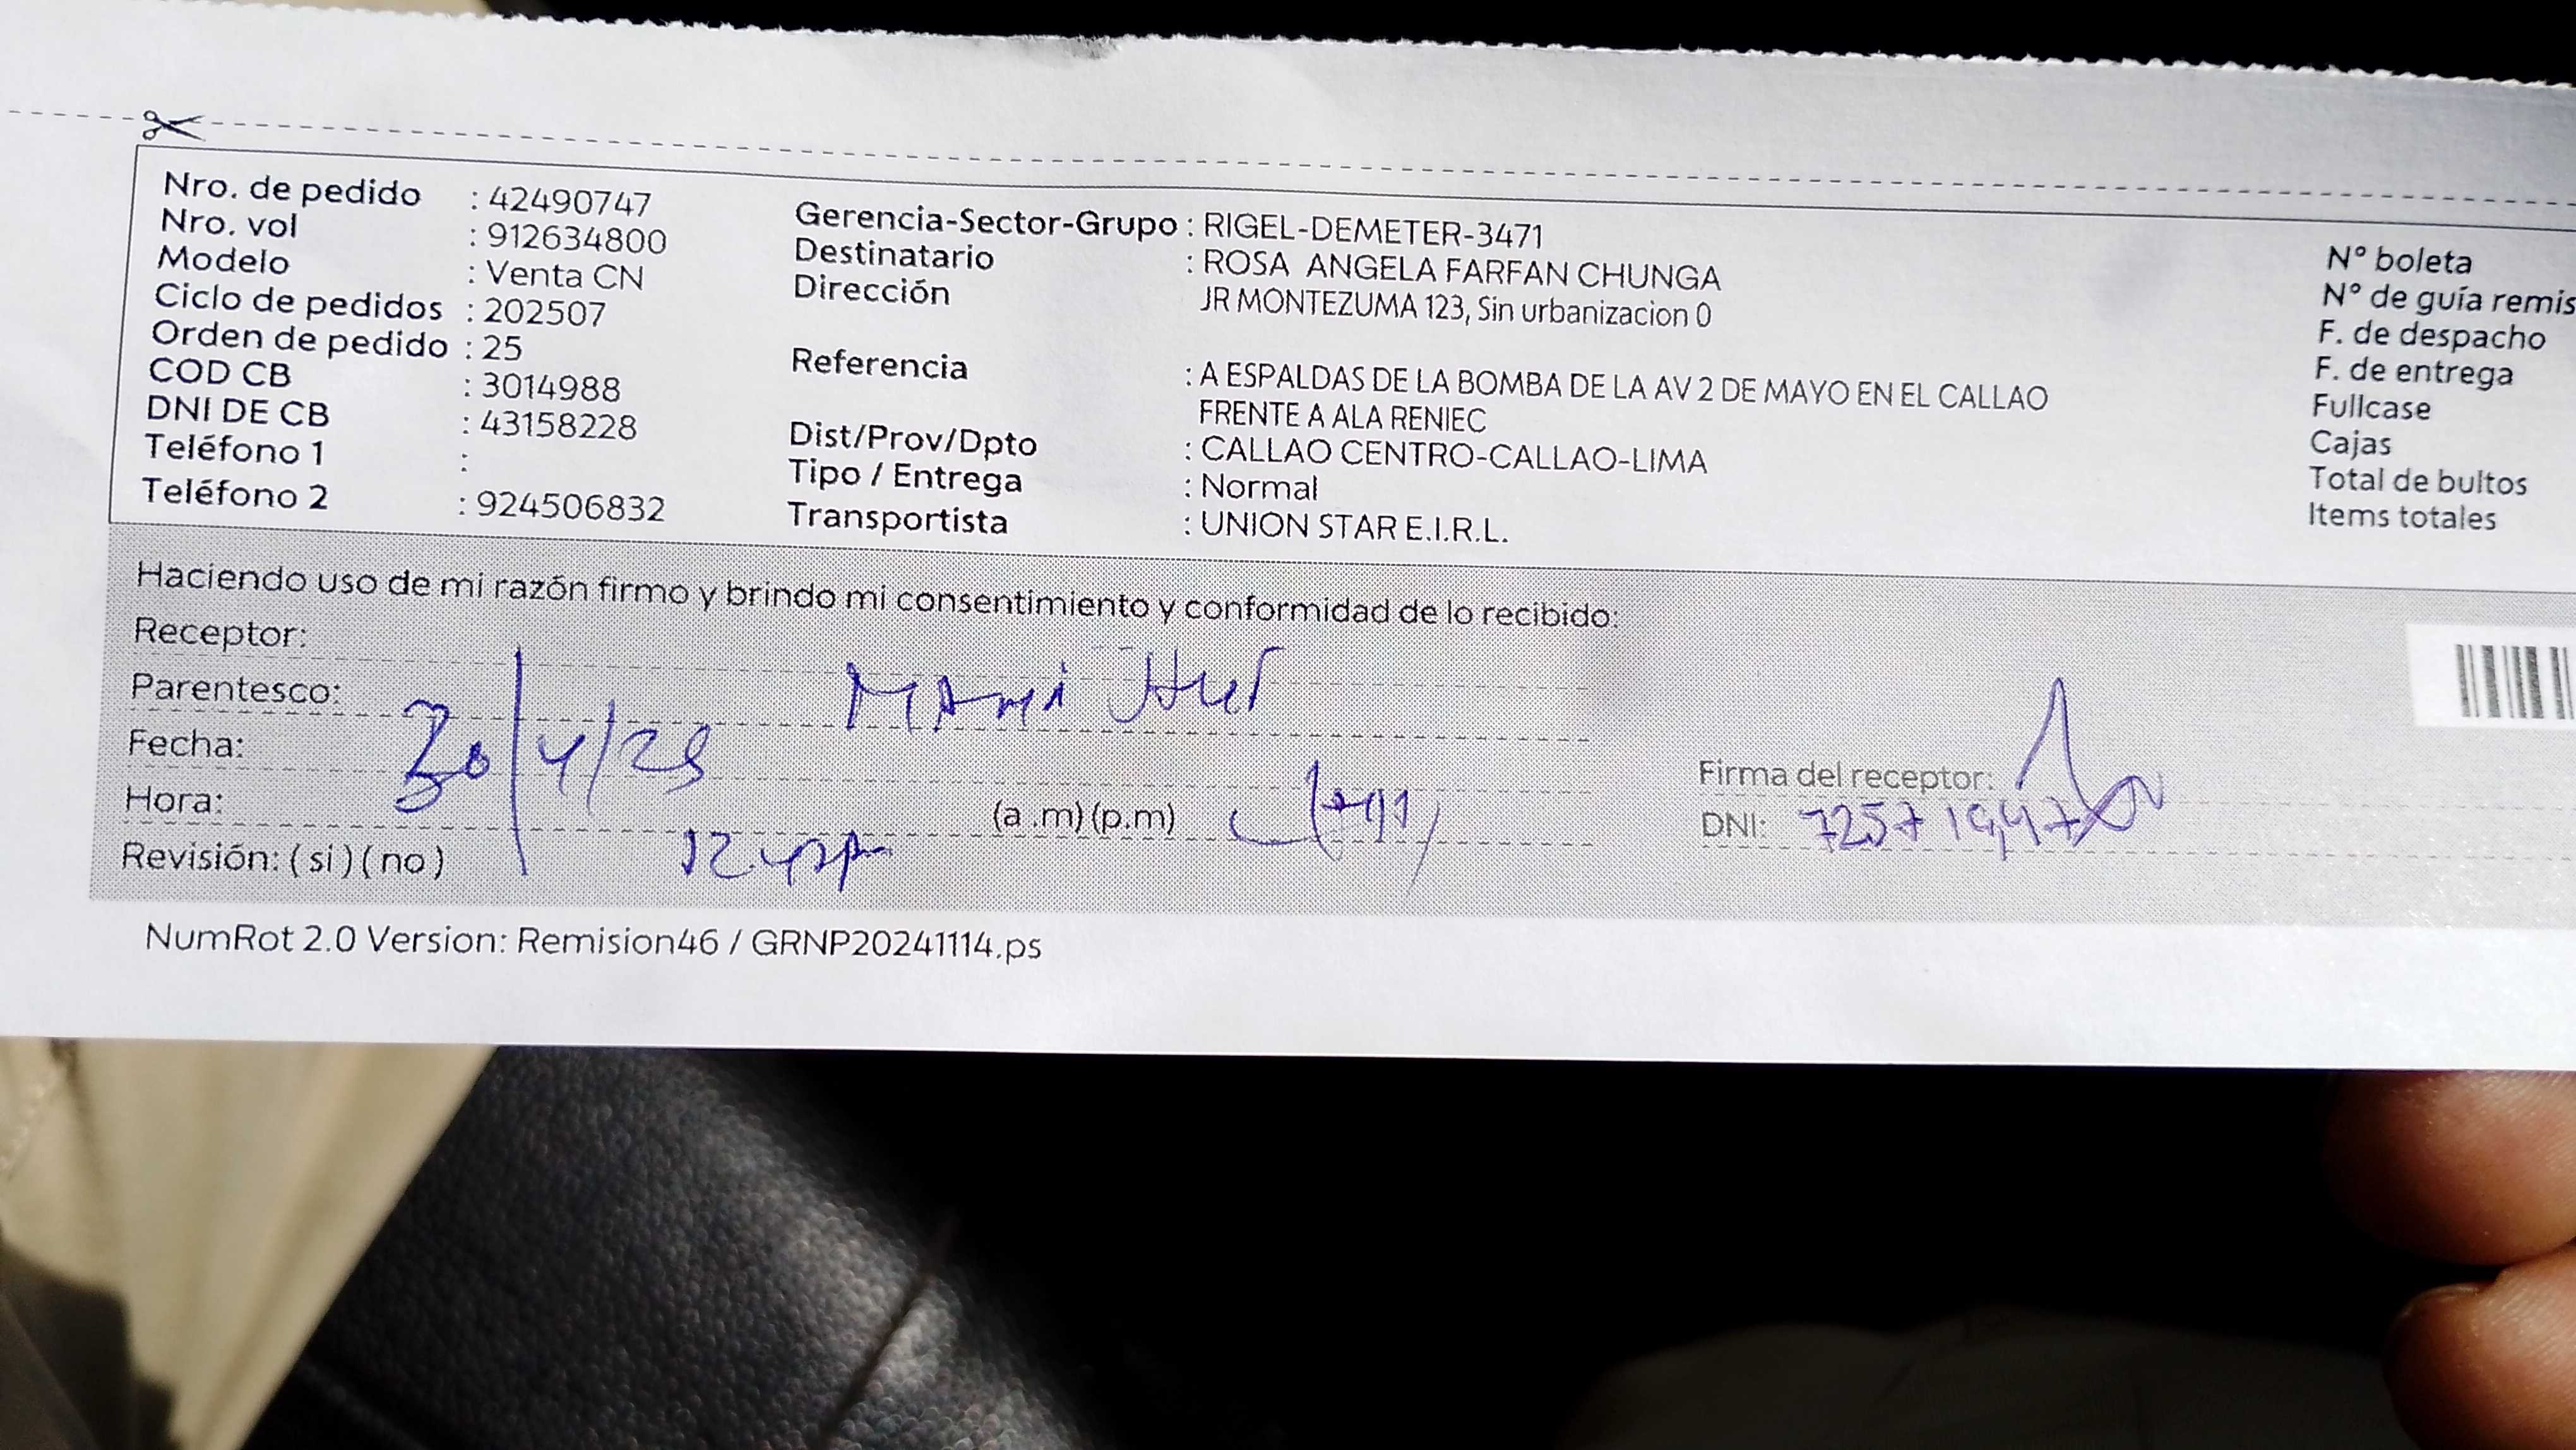 Nro. de pedido : 42490747
Nro. vol : 912634800
Modelo : Venta CN
Ciclo de pedidos : 202507
Orden de pedido : 25
COD CB : 3014988
DNI DE CB : 43158228
Teléfono 1 :
Teléfono 2 : 924506832
Gerencia-Sector-Grupo : RIGEL-DEMETER-3471
Destinatario : ROSA ANGELA FARFAN CHUNGA
Dirección JR MONTEZUMA 123, Sin urbanizacion 0
Referencia : A ESPALDAS DE LA BOMBA DE LA AV 2 DE MAYO EN EL CALLAO
FRENTE A ALA RENIEC
Dist/Prov/Dpto : CALLAO CENTRO-CALLAO-LIMA
Tipo / Entrega : Normal
Transportista : UNION STAR E.I.R.L.
N° boleta
N° de guía remis
F. de despacho
F. de entrega
Fullcase
Cajas
Total de bultos
Items totales
Haciendo uso de mi razón firmo y brindo mi consentimiento y conformidad de lo recibido:
Receptor:
Parentesco:
Fecha: 30/4/25
Hora: (a.m) (p.m)
Revisión: ( si ) ( no )
Firma del receptor:
DNI:
NumRot 2.0 Version: Remision46 / GRNP20241114.ps